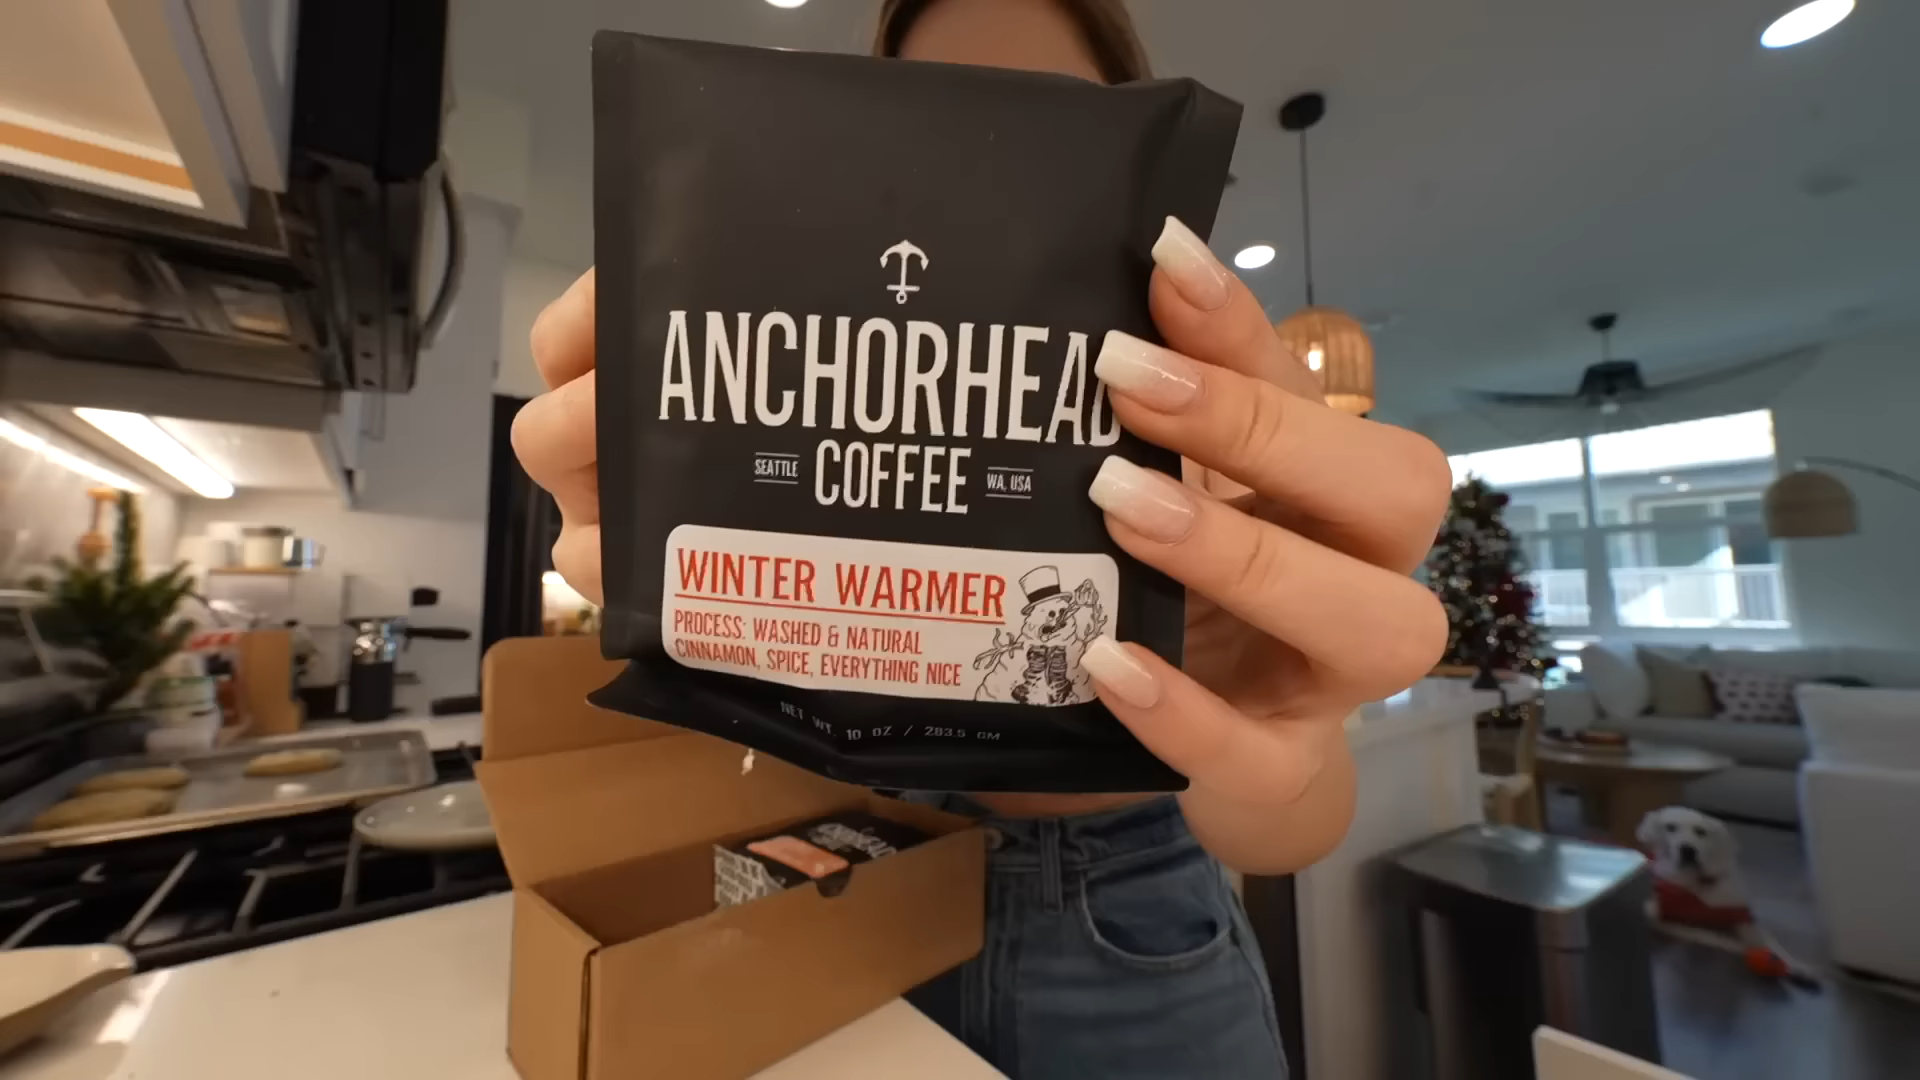 ANCHORHEAD
SEATTLE COFFEE WA, USA
WINTER WARMER
PROCESS: WASHED & NATURAL
CINNAMON, SPICE, EVERYTHING NICE
NET WT. 10 OZ / 283.5 GM